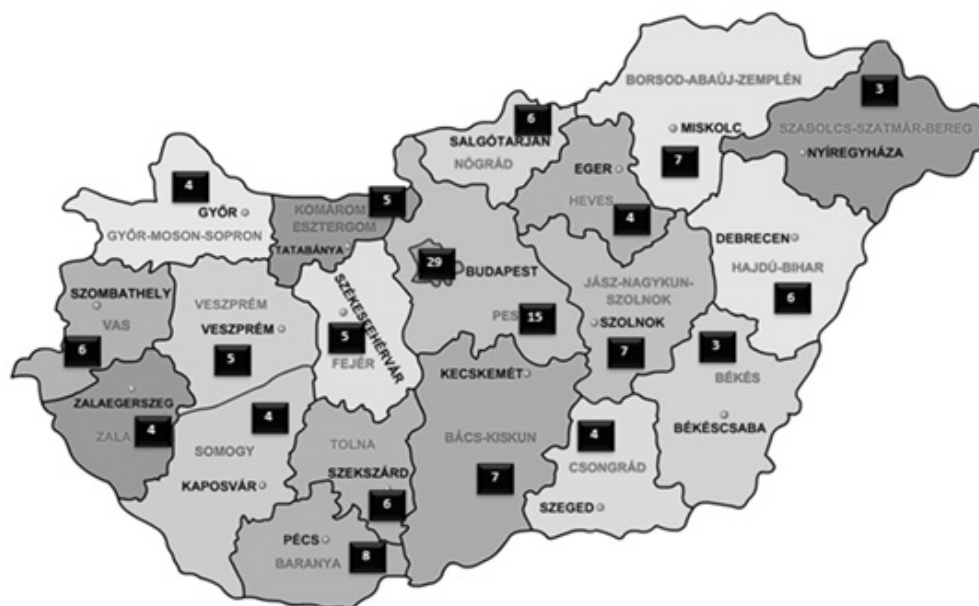 BORSOD-ABAÚJ-ZEMPLÉN
3
6
SALGÓTARJÁN
MISKOLC
SZABOLCS-SZATMÁR-BEREG
NÓGRÁD
7
NYÍREGYHÁZA
EGER
4
5
HEVES
GYŐR
KOMÁROM
ESZTERGOM
4
GYŐR-MOSON-SOPRON
TATABÁNYA
DEBRECEN
29
BUDAPEST
HAJDÚ-BIHAR
JÁSZ-NAGYKUN-
SZOLNOK
6
SZOMBATHELY
VESZPRÉM
SZÉKESFEHÉRVÁR
VAS
VESZPRÉM
5
PES
15
SZOLNOK
6
5
FEJÉR
7
3
BÉKÉS
KECSKEMÉT
ZALAEGERSZEG
4
ZALA
4
SOMOGY
TOLNA
BÁCS-KISKUN
4
BÉKÉSCSABA
CSONGRÁD
SZEKSZÁRD
KAPOSVÁR
7
6
SZEGED
PÉCS
BARANYA
8